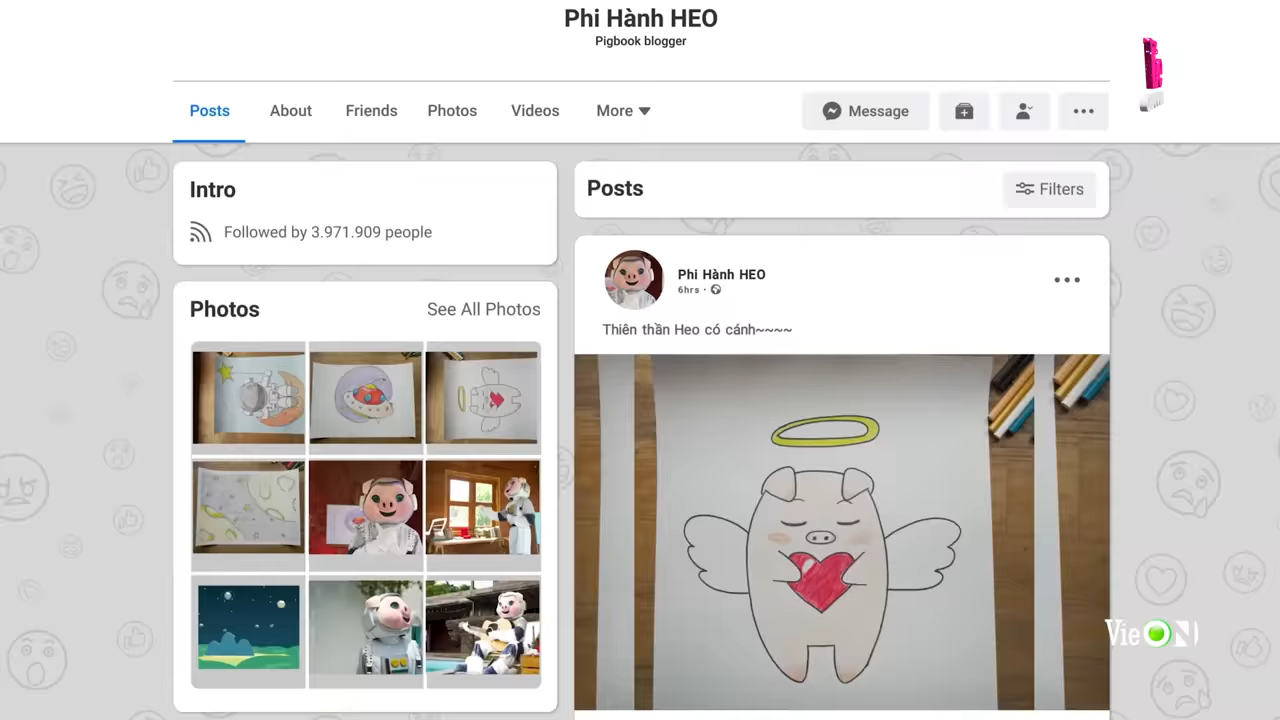 Phi Hành HEO
Pigbook blogger
Posts
About
Friends
Photos
Videos
More
Message
Intro
Followed by 3.971.909 people
Posts
Filters
Photos
See All Photos
Phi Hành HEO
6hrs ·
Thiên thần Heo có cánh~~~~
VieON